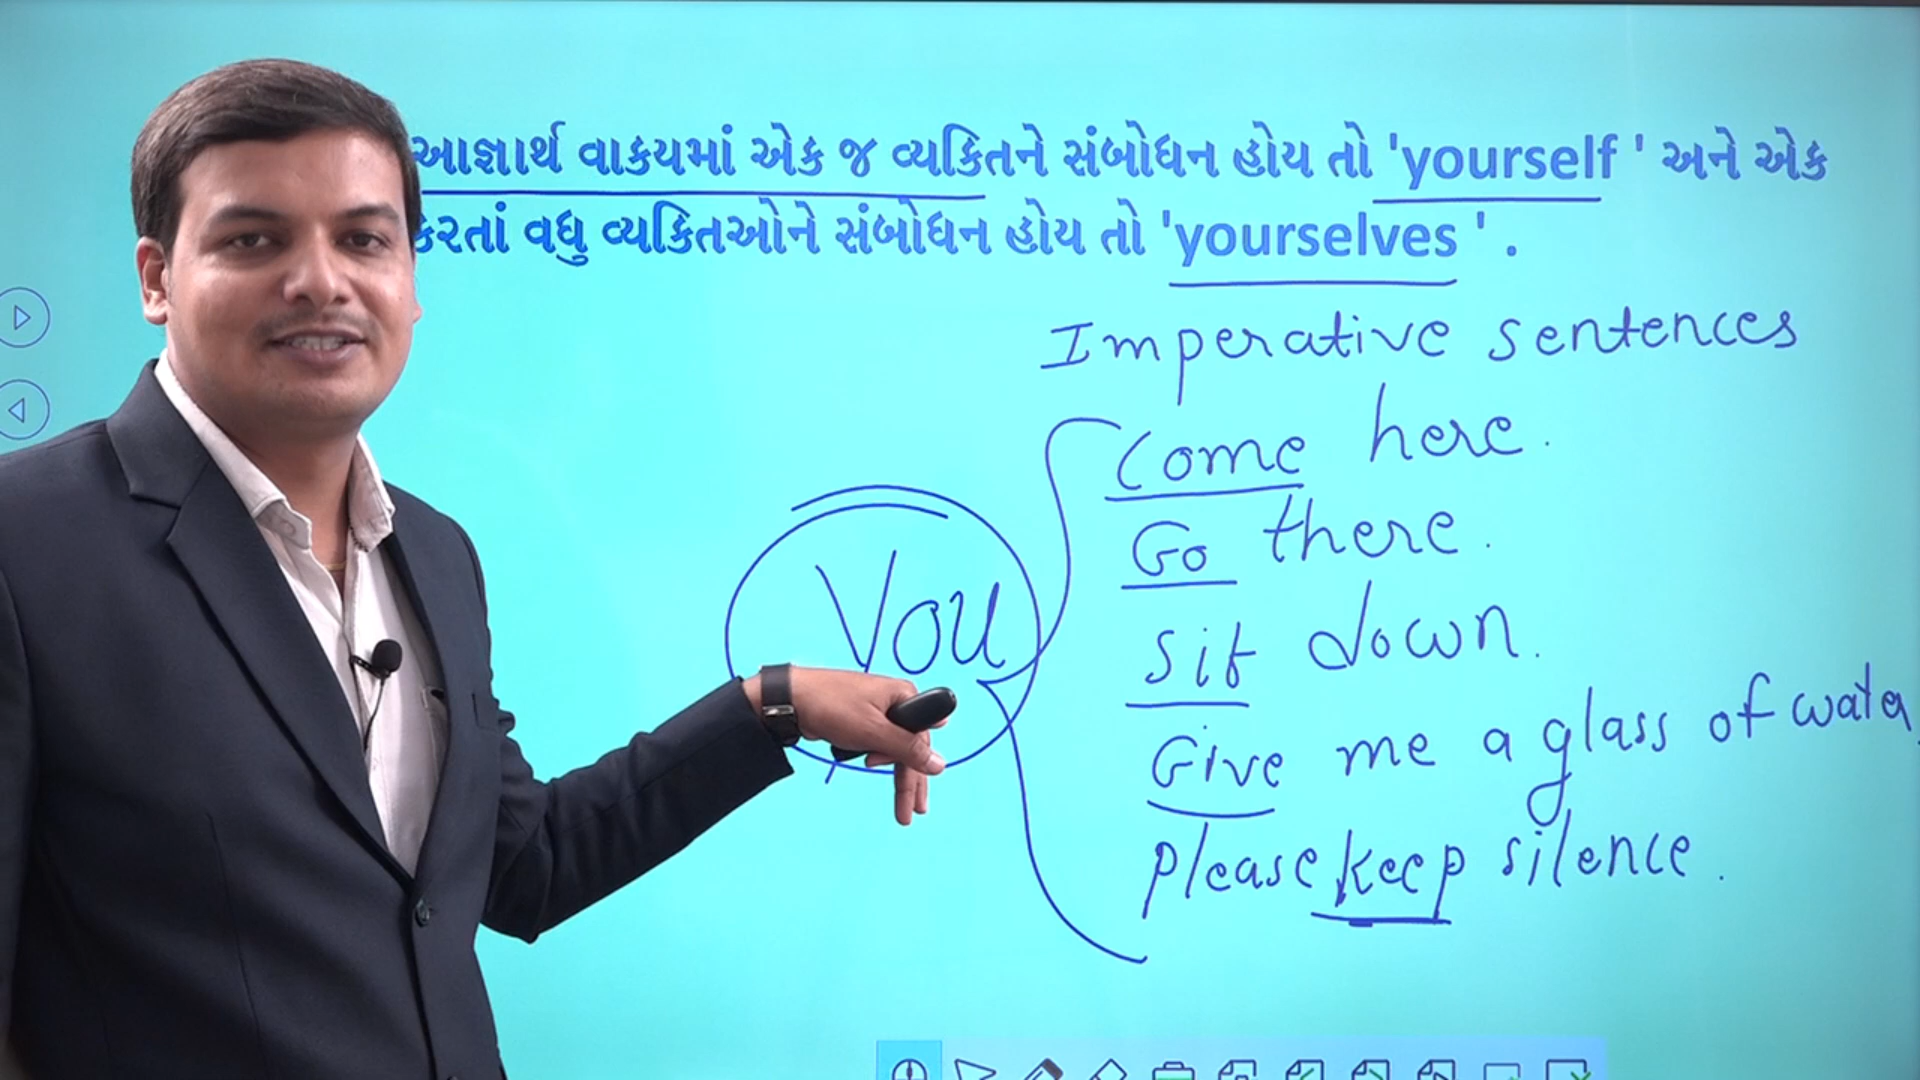 આજ્ઞાર્થ વાકયમાં એક જ વ્યકિતને સંબોધન હોય તો 'yourself ' અને એક
કરતાં વધુ વ્યકિતઓને સંબોધન હોય તો 'yourselves ' .
Imperative sentences
Come here.
Go there.
You
Sit down.
Give me a glass of water.
please keep silence.